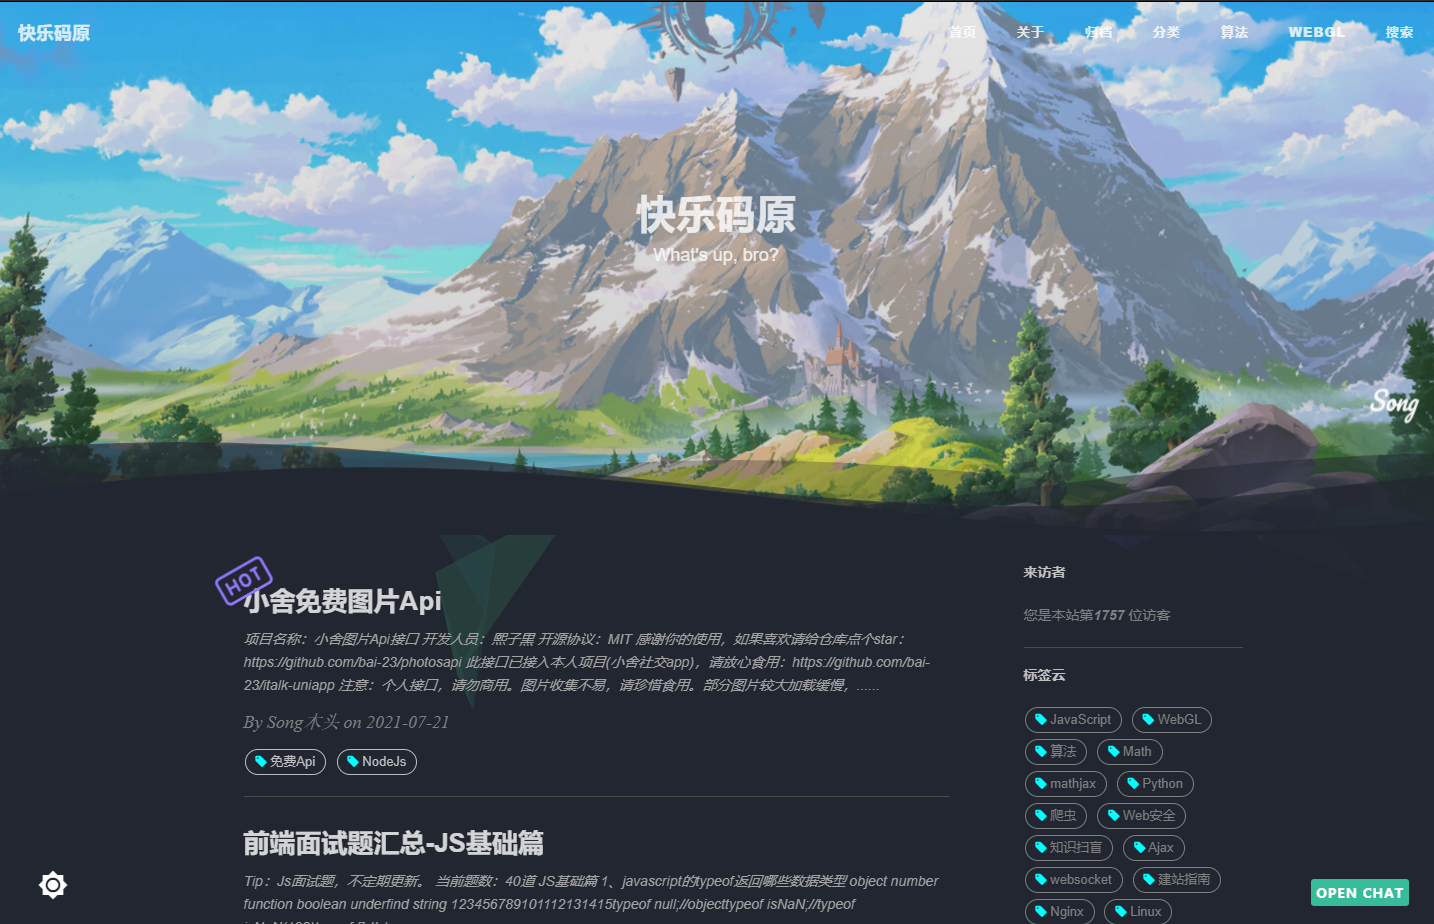 快乐码原
首页 关于 归档 分类 算法 WEBGL 搜索
快乐码原
What's up, bro?
Song
HOT
小舍免费图片Api
项目名称：小舍图片Api接口 开发人员：熙子黑 开源协议：MIT 感谢你的使用，如果喜欢请给仓库点个star：
https://github.com/bai-23/photosapi 此接口已接入本人项目(小舍社交app)，请放心食用：https://github.com/bai-
23/italk-uniapp 注意：个人接口，请勿商用。图片收集不易，请珍惜食用。部分图片较大加载缓慢，......
By Song木头 on 2021-07-21
免费Api NodeJs
前端面试题汇总-JS基础篇
Tip：Js面试题，不定期更新。 当前题数：40道 JS基础篇 1、javascript的typeof返回哪些数据类型 object number
function boolean underfind string 123456789101112131415typeof null;//objecttypeof isNaN;//typeof
来访者
您是本站第1757 位访客
标签云
JavaScript WebGL
算法 Math
mathjax Python
爬虫 Web安全
知识扫盲 Ajax
websocket 建站指南
Nginx Linux
OPEN CHAT